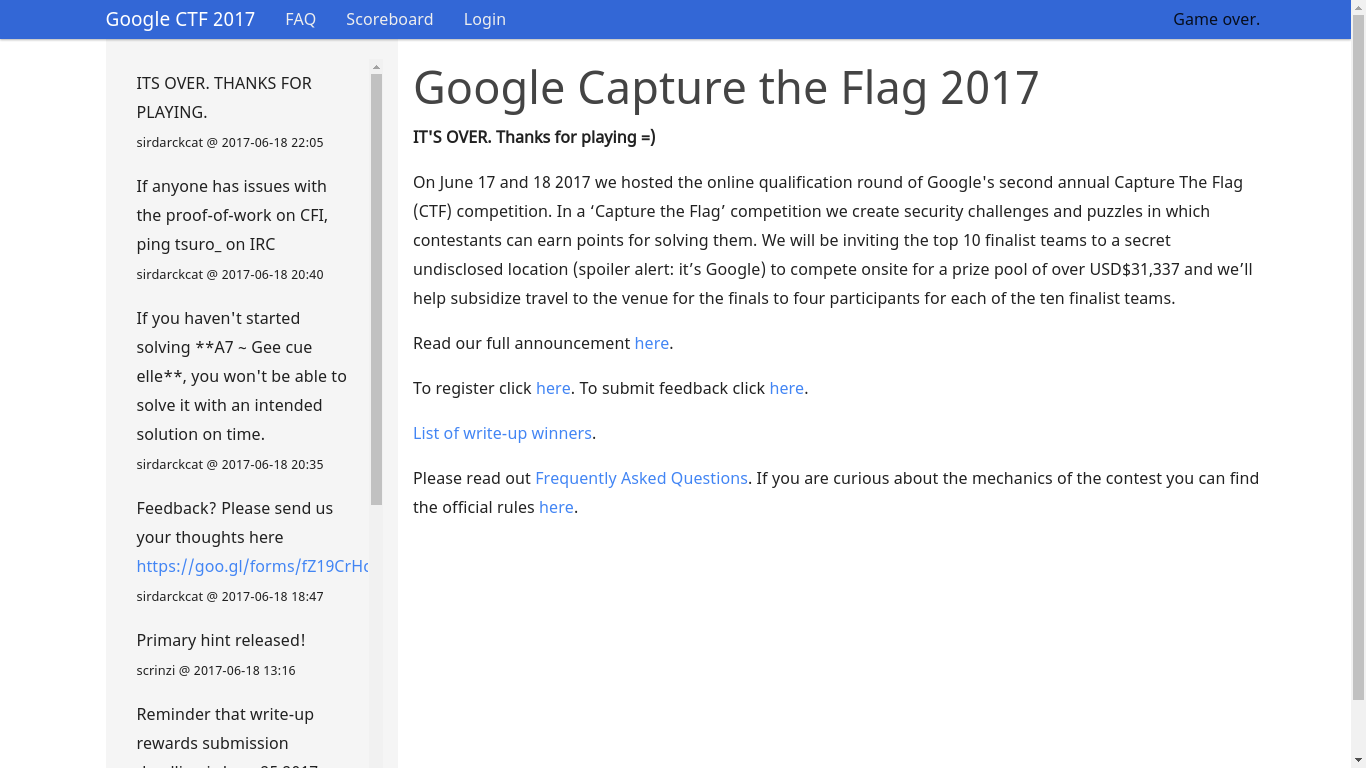 Google CTF 2017 FAQ Scoreboard Login Game over.
ITS OVER. THANKS FOR
PLAYING.
sirdarckcat @ 2017-06-18 22:05
If anyone has issues with
the proof-of-work on CFI,
ping tsuro_ on IRC
sirdarckcat @ 2017-06-18 20:40
If you haven't started
solving **A7 ~ Gee cue
elle**, you won't be able to
solve it with an intended
solution on time.
sirdarckcat @ 2017-06-18 20:35
Feedback? Please send us
your thoughts here
https://goo.gl/forms/fZ19CrHc
sirdarckcat @ 2017-06-18 18:47
Primary hint released!
scrinzi @ 2017-06-18 13:16
Reminder that write-up
rewards submission
Google Capture the Flag 2017
IT'S OVER. Thanks for playing =)
On June 17 and 18 2017 we hosted the online qualification round of Google's second annual Capture The Flag
(CTF) competition. In a ‘Capture the Flag’ competition we create security challenges and puzzles in which
contestants can earn points for solving them. We will be inviting the top 10 finalist teams to a secret
undisclosed location (spoiler alert: it’s Google) to compete onsite for a prize pool of over USD$31,337 and we’ll
help subsidize travel to the venue for the finals to four participants for each of the ten finalist teams.
Read our full announcement here.
To register click here. To submit feedback click here.
List of write-up winners.
Please read out Frequently Asked Questions. If you are curious about the mechanics of the contest you can find
the official rules here.